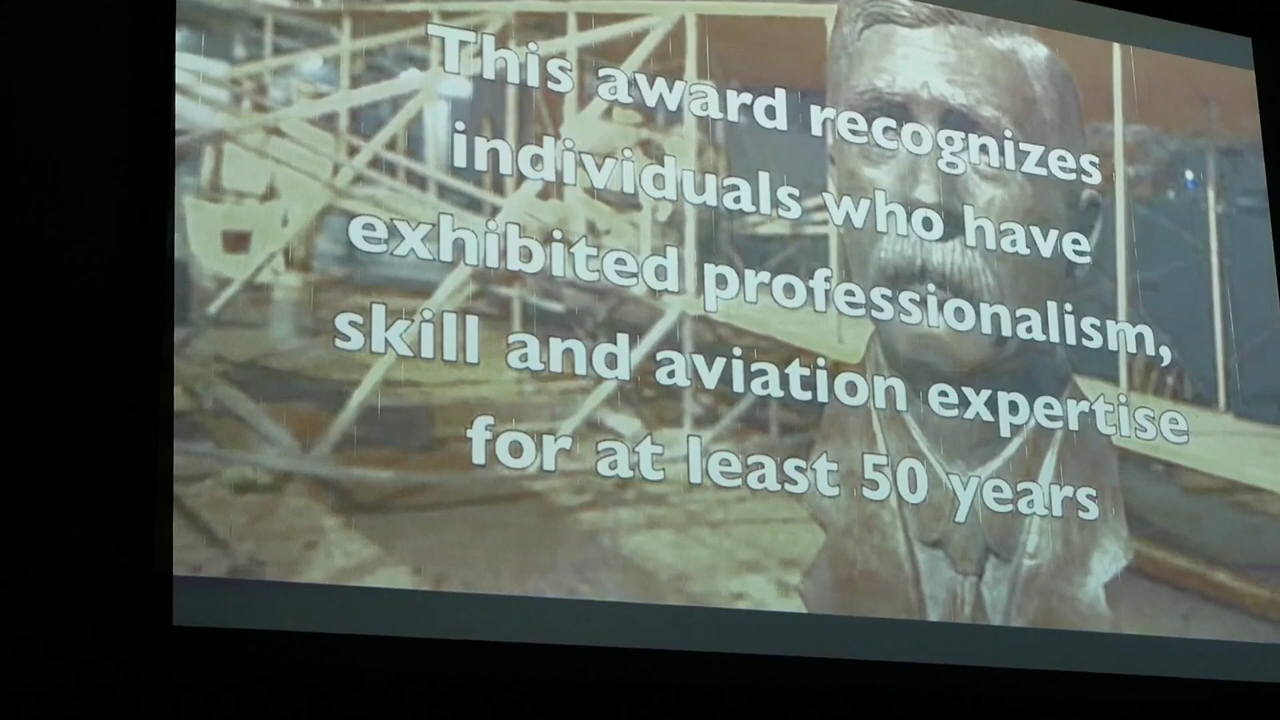 This award recognizes
individuals who have
exhibited professionalism,
skill and aviation expertise
for at least 50 years